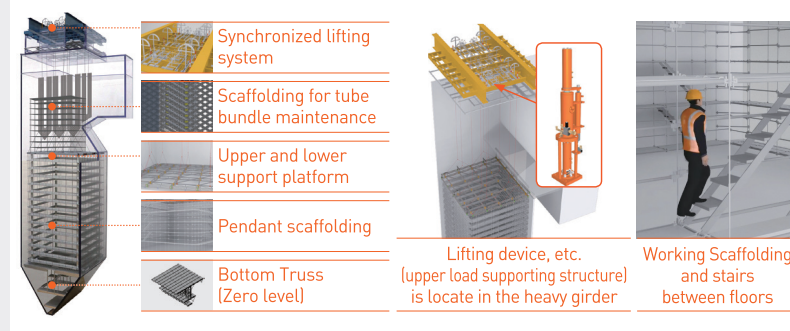 Synchronized lifting
system
Scaffolding for tube
bundle maintenance
Upper and lower
support platform
Pendant scaffolding
Bottom Truss
(Zero level)
Lifting device, etc.
(upper load supporting structure)
is locate in the heavy girder
Working Scaffolding
and stairs
between floors